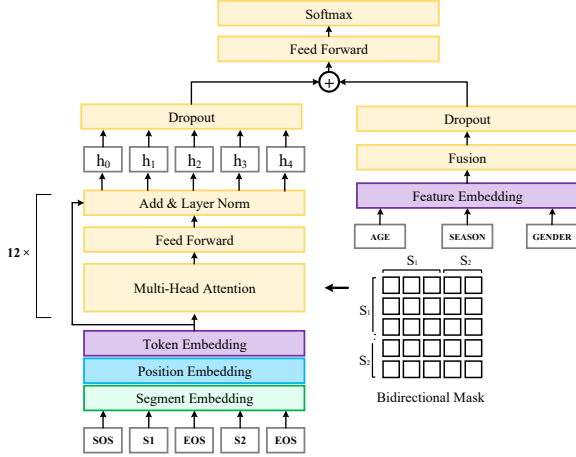 Softmax
Feed Forward
+
Dropout
Dropout
h0 h1 h2 h3 h4
Fusion
Add & Layer Norm
Feature Embedding
12 ×
Feed Forward
AGE SEASON GENDER
Multi-Head Attention
S1 S2
S1
:
S2
Bidirectional Mask
Token Embedding
Position Embedding
Segment Embedding
SOS S1 EOS S2 EOS